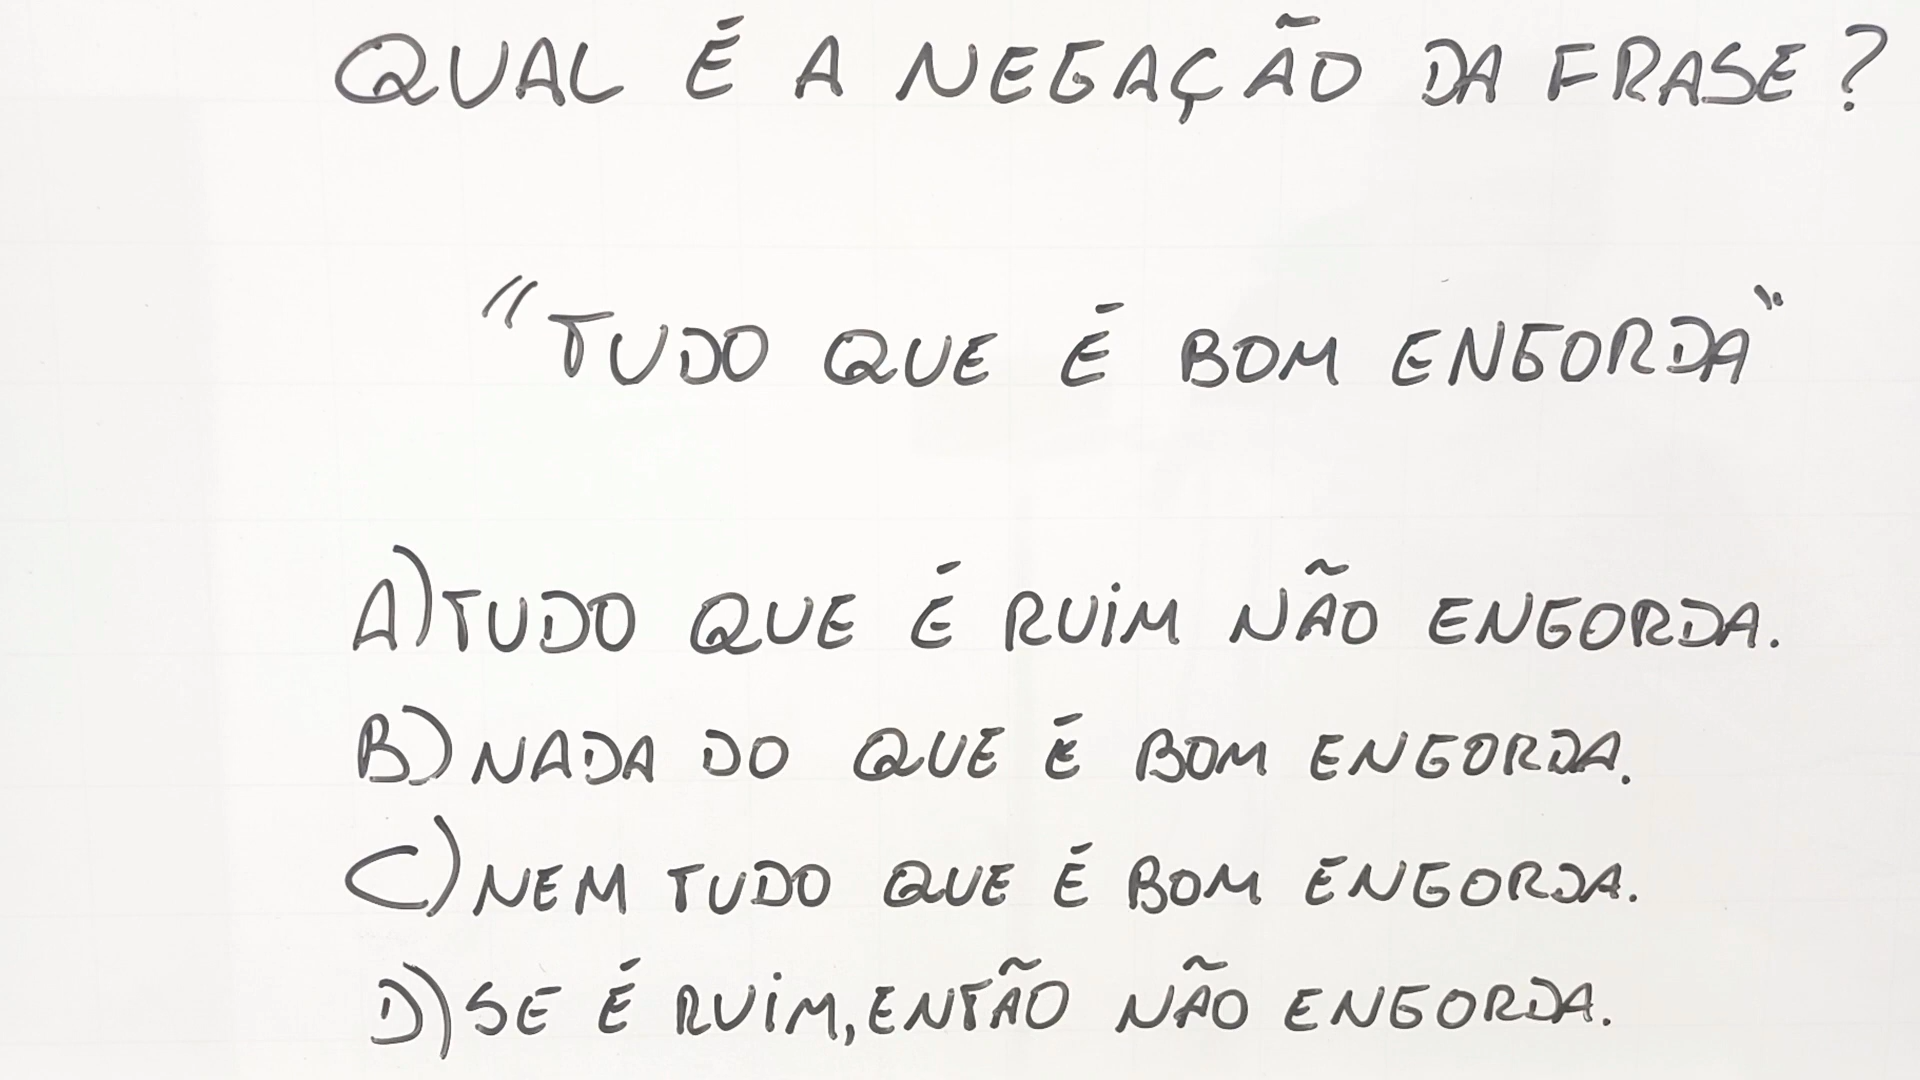 QUAL É A NEGAÇÃO DA FRASE?
"TUDO QUE É BOM ENGORDA"
A) TUDO QUE É RUIM NÃO ENGORDA.
B) NADA DO QUE É BOM ENGORDA.
C) NEM TUDO QUE É BOM ENGORDA.
D) SE É RUIM, ENTÃO NÃO ENGORDA.